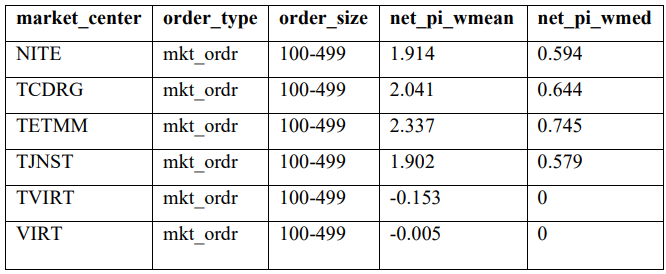 market_center order_type order_size net_pi_wmean net_pi_wmed
NITE mkt_ordr 100-499 1.914 0.594
TCDRG mkt_ordr 100-499 2.041 0.644
TETMM mkt_ordr 100-499 2.337 0.745
TJNST mkt_ordr 100-499 1.902 0.579
TVIRT mkt_ordr 100-499 -0.153 0
VIRT mkt_ordr 100-499 -0.005 0